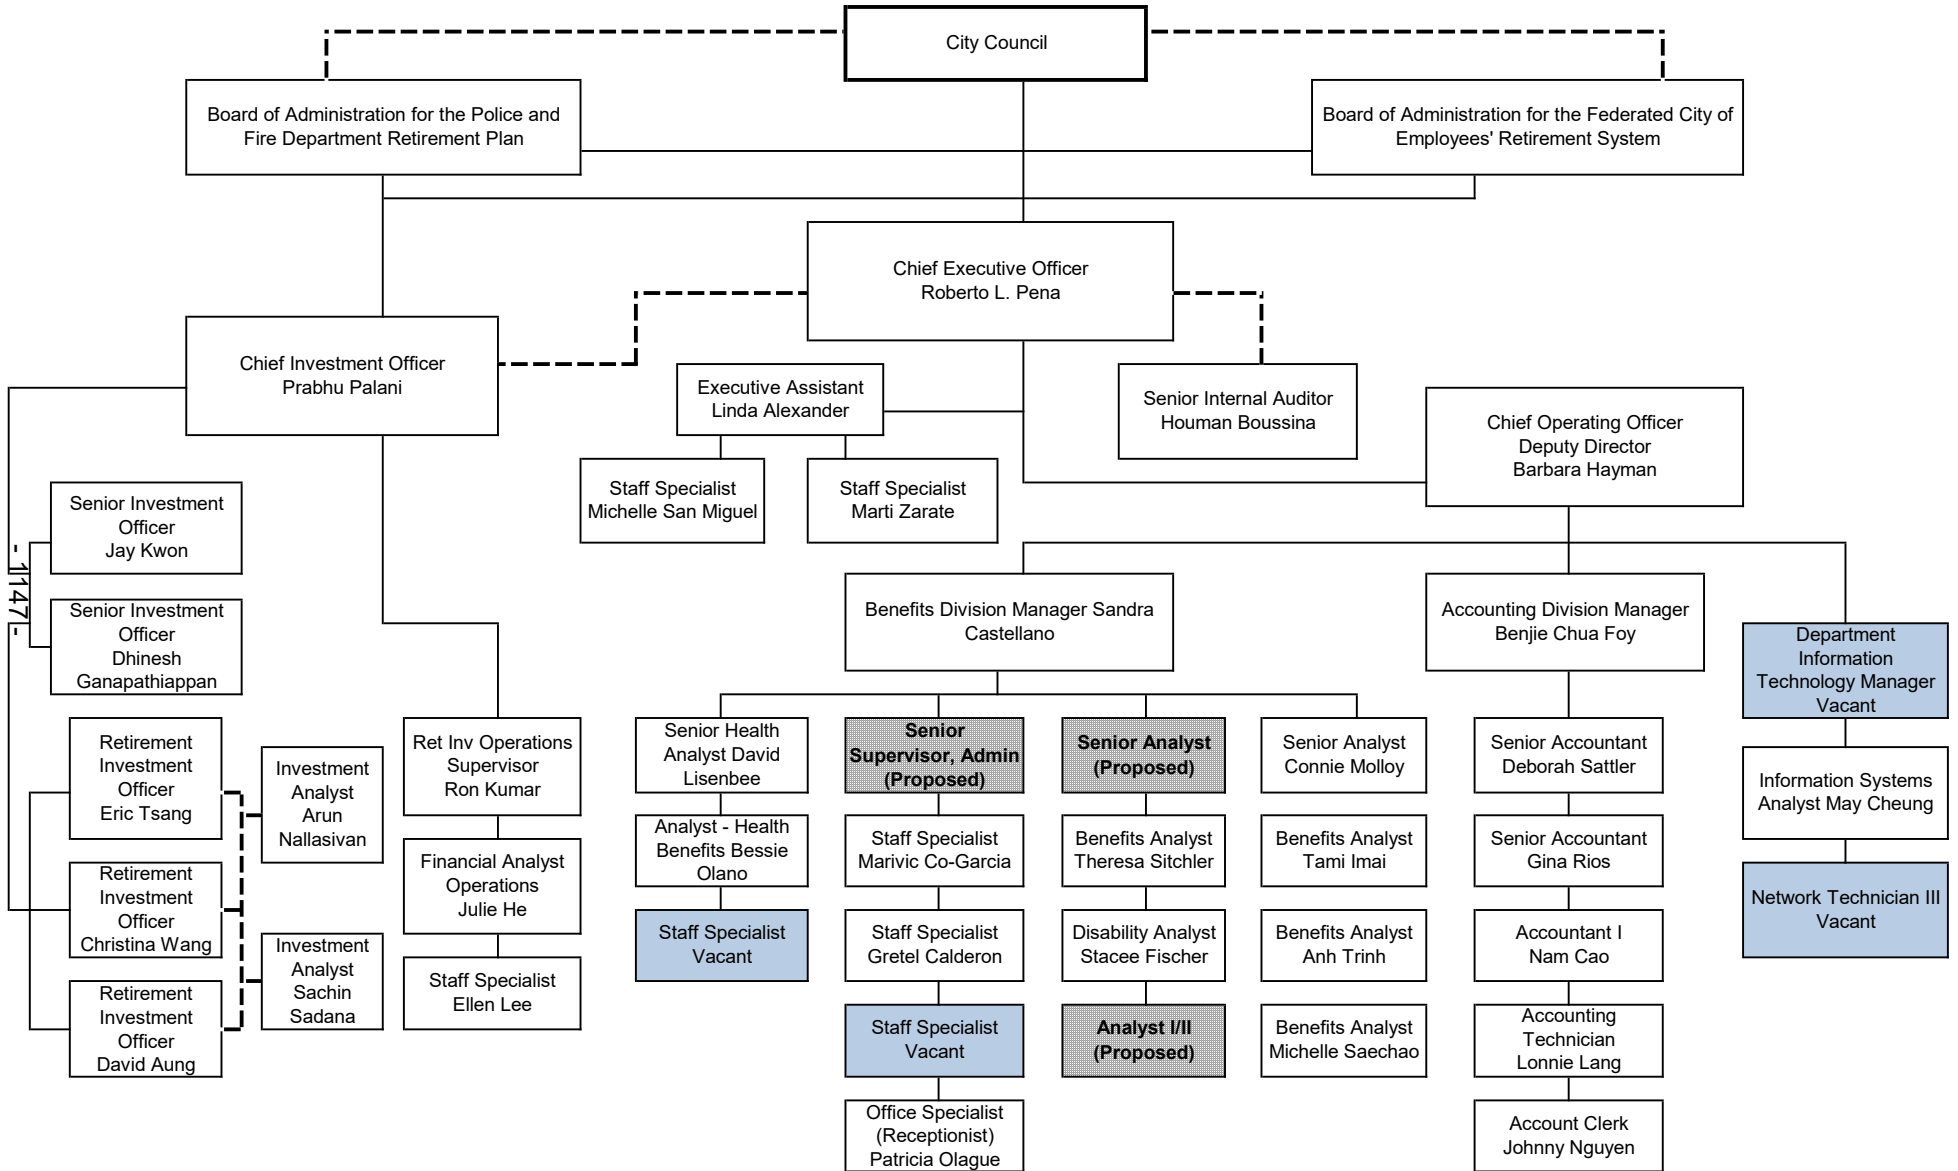 City Council
Board of Administration for the Police and
Fire Department Retirement Plan
Board of Administration for the Federated City of
Employees' Retirement System
Chief Executive Officer
Roberto L. Pena
Chief Investment Officer
Prabhu Palani
Executive Assistant
Linda Alexander
Senior Internal Auditor
Houman Boussina
Chief Operating Officer
Deputy Director
Barbara Hayman
Staff Specialist
Michelle San Miguel
Staff Specialist
Marti Zarate
Senior Investment
Officer
Jay Kwon
- 1147 -
Senior Investment
Officer
Dhinesh
Ganapathiappan
Benefits Division Manager Sandra
Castellano
Accounting Division Manager
Benjie Chua Foy
Department
Information
Technology Manager
Vacant
Retirement
Investment
Officer
Eric Tsang
Investment
Analyst
Arun
Nallasivan
Retirement
Investment
Officer
Christina Wang
Investment
Analyst
Sachin
Sadana
Retirement
Investment
Officer
David Aung
Ret Inv Operations
Supervisor
Ron Kumar
Financial Analyst
Operations
Julie He
Staff Specialist
Ellen Lee
Senior Health
Analyst David
Lisenbee
Analyst - Health
Benefits Bessie
Olano
Staff Specialist
Vacant
Senior
Supervisor, Admin
(Proposed)
Staff Specialist
Marivic Co-Garcia
Staff Specialist
Gretel Calderon
Staff Specialist
Vacant
Office Specialist
(Receptionist)
Patricia Olague
Senior Analyst
(Proposed)
Benefits Analyst
Theresa Sitchler
Disability Analyst
Stacee Fischer
Analyst I/II
(Proposed)
Senior Analyst
Connie Molloy
Benefits Analyst
Tami Imai
Benefits Analyst
Anh Trinh
Benefits Analyst
Michelle Saechao
Senior Accountant
Deborah Sattler
Senior Accountant
Gina Rios
Accountant I
Nam Cao
Accounting
Technician
Lonnie Lang
Account Clerk
Johnny Nguyen
Information Systems
Analyst May Cheung
Network Technician III
Vacant